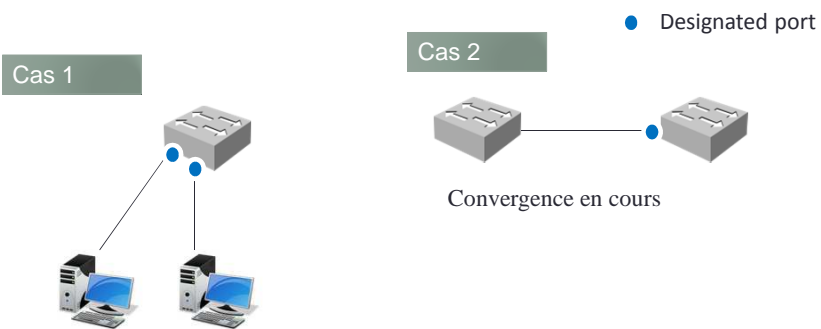 Designated port
Cas 2
Cas 1
Convergence en cours